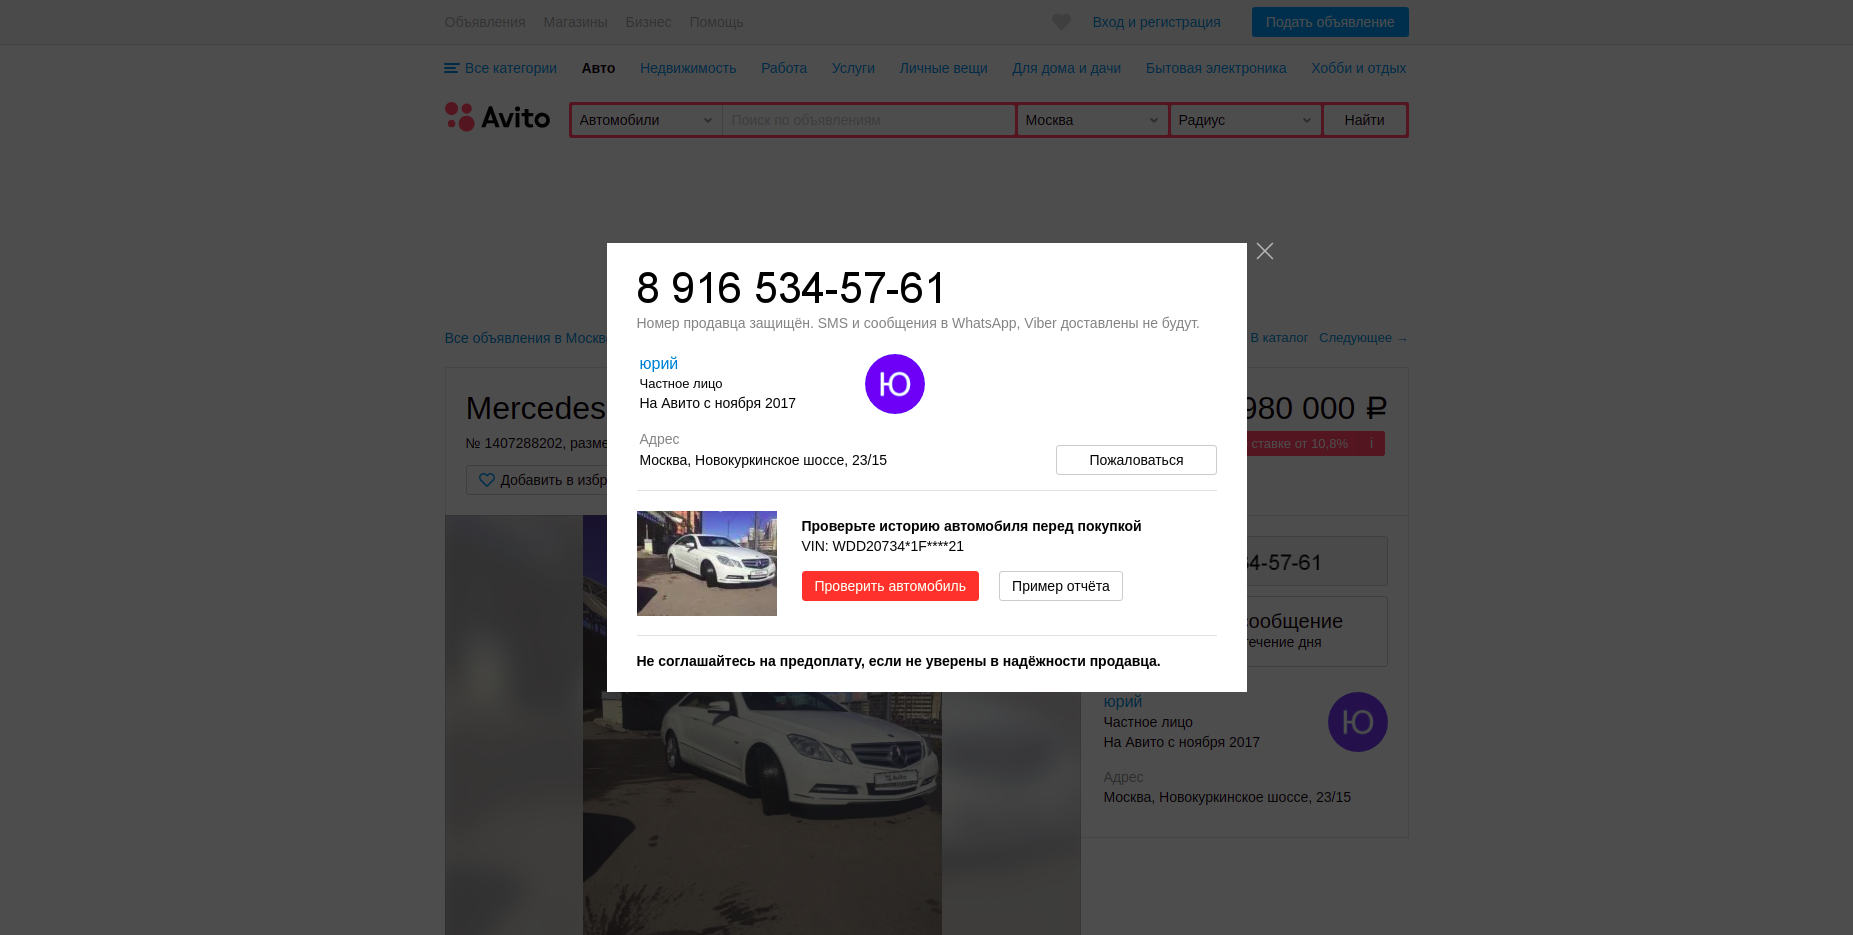 Объявления Магазины Бизнес Помощь Вход и регистрация Подать объявление
Все категории Авто Недвижимость Работа Услуги Личные вещи Для дома и дачи Бытовая электроника Хобби и отдых
Avito Автомобили Поиск по объявлениям Москва Радиус Найти
8 916 534-57-61
Номер продавца защищён. SMS и сообщения в WhatsApp, Viber доставлены не будут.
Все объявления в Москв В каталог Следующее →
юрий
Частное лицо
На Авито с ноября 2017
Ю
Mercedes 980 000 ₽
№ 1407288202, разме ставке от 10,8% i
Адрес
Москва, Новокуркинское шоссе, 23/15
Пожаловаться
Добавить в избр
Проверьте историю автомобиля перед покупкой
VIN: WDD20734*1F****21
4-57-61
Проверить автомобиль Пример отчёта
сообщение
течение дня
Не соглашайтесь на предоплату, если не уверены в надёжности продавца.
юрий
Частное лицо
На Авито с ноября 2017
Ю
Адрес
Москва, Новокуркинское шоссе, 23/15
Avito